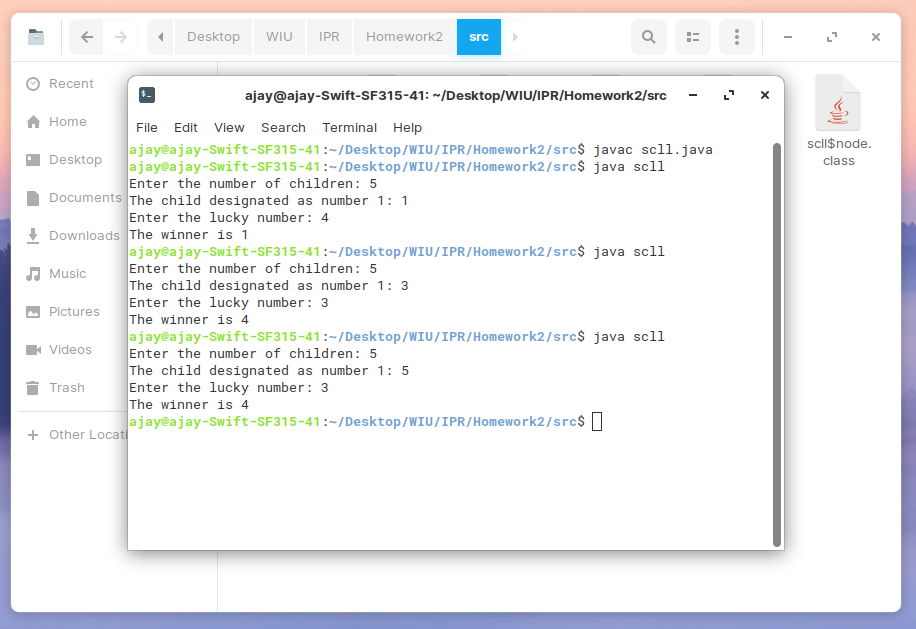 Desktop WIU IPR Homework2 src
Recent
Home
Desktop
Documents
Downloads
Music
Pictures
Videos
Trash
Other Locati
scll$node.
class
ajay@ajay-Swift-SF315-41: ~/Desktop/WIU/IPR/Homework2/src
File Edit View Search Terminal Help
ajay@ajay-Swift-SF315-41:~/Desktop/WIU/IPR/Homework2/src$ javac scll.java
ajay@ajay-Swift-SF315-41:~/Desktop/WIU/IPR/Homework2/src$ java scll
Enter the number of children: 5
The child designated as number 1: 1
Enter the lucky number: 4
The winner is 1
ajay@ajay-Swift-SF315-41:~/Desktop/WIU/IPR/Homework2/src$ java scll
Enter the number of children: 5
The child designated as number 1: 3
Enter the lucky number: 3
The winner is 4
ajay@ajay-Swift-SF315-41:~/Desktop/WIU/IPR/Homework2/src$ java scll
Enter the number of children: 5
The child designated as number 1: 5
Enter the lucky number: 3
The winner is 4
ajay@ajay-Swift-SF315-41:~/Desktop/WIU/IPR/Homework2/src$